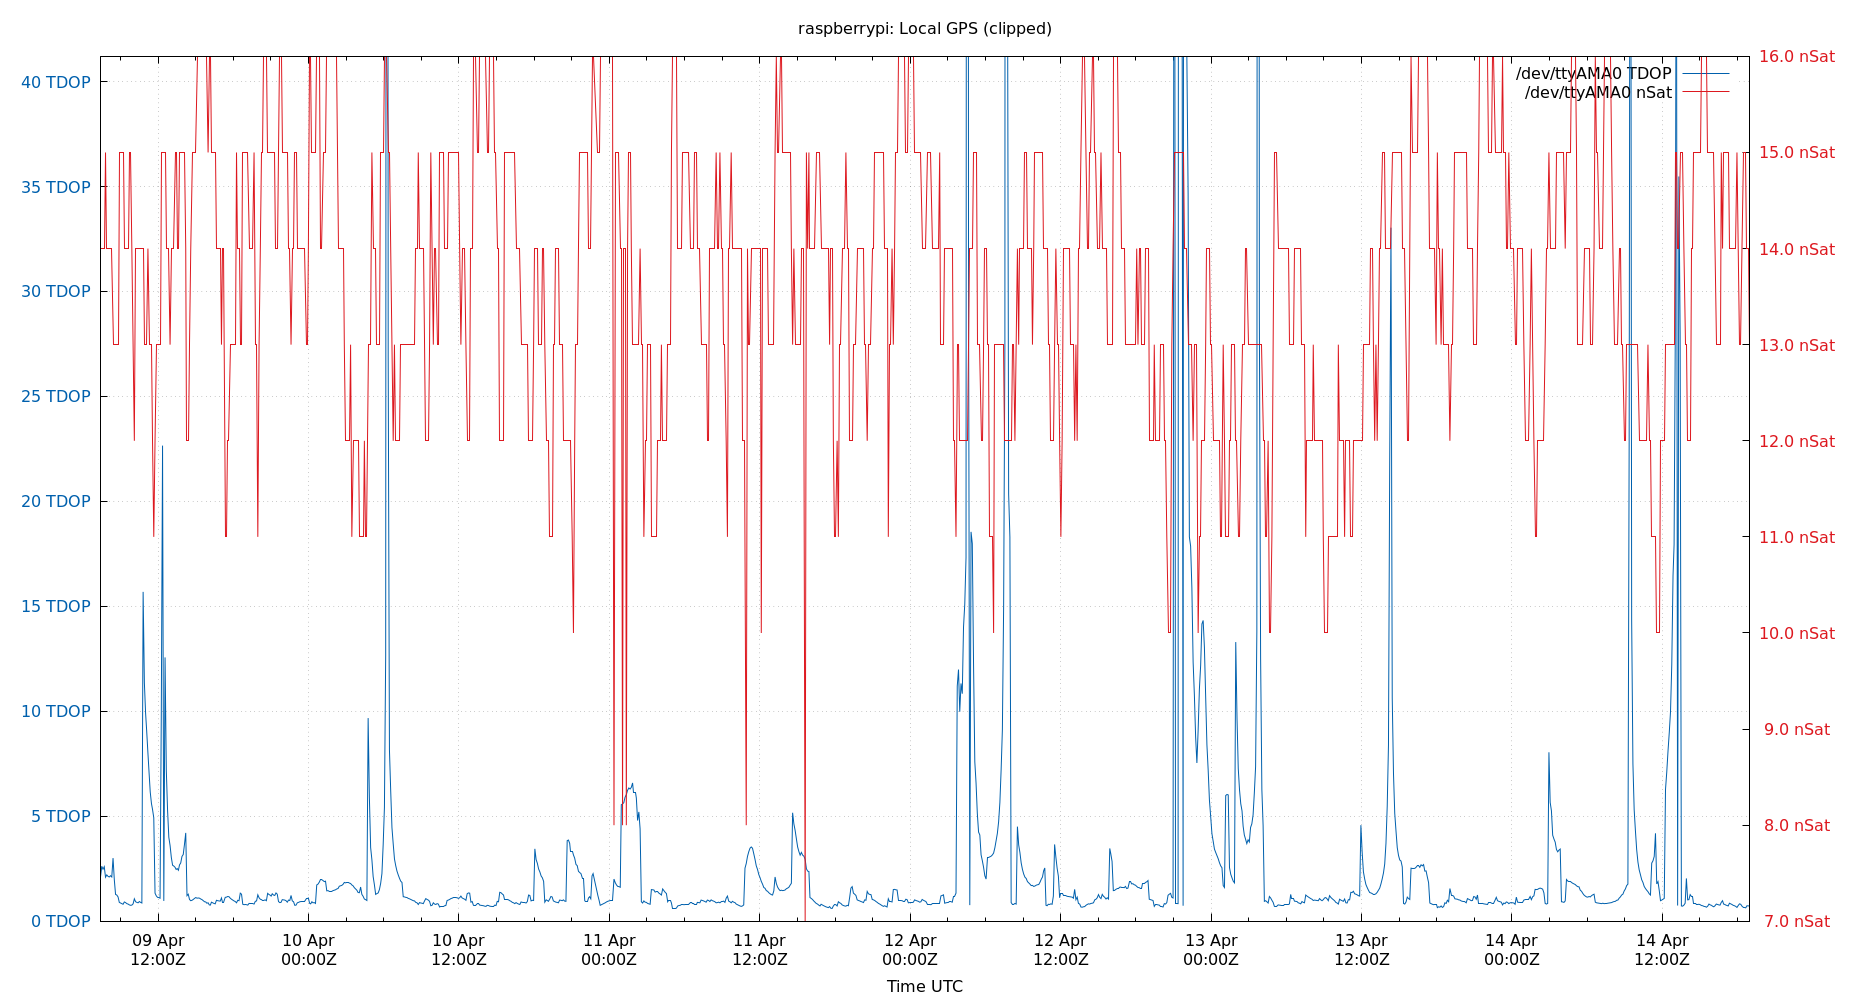 raspberrypi: Local GPS (clipped)
/dev/ttyAMA0 TDOP
/dev/ttyAMA0 nSat
40 TDOP
35 TDOP
30 TDOP
25 TDOP
20 TDOP
15 TDOP
10 TDOP
5 TDOP
0 TDOP
16.0 nSat
15.0 nSat
14.0 nSat
13.0 nSat
12.0 nSat
11.0 nSat
10.0 nSat
9.0 nSat
8.0 nSat
7.0 nSat
09 Apr
12:00Z
10 Apr
00:00Z
10 Apr
12:00Z
11 Apr
00:00Z
11 Apr
12:00Z
12 Apr
00:00Z
12 Apr
12:00Z
13 Apr
00:00Z
13 Apr
12:00Z
14 Apr
00:00Z
14 Apr
12:00Z
Time UTC